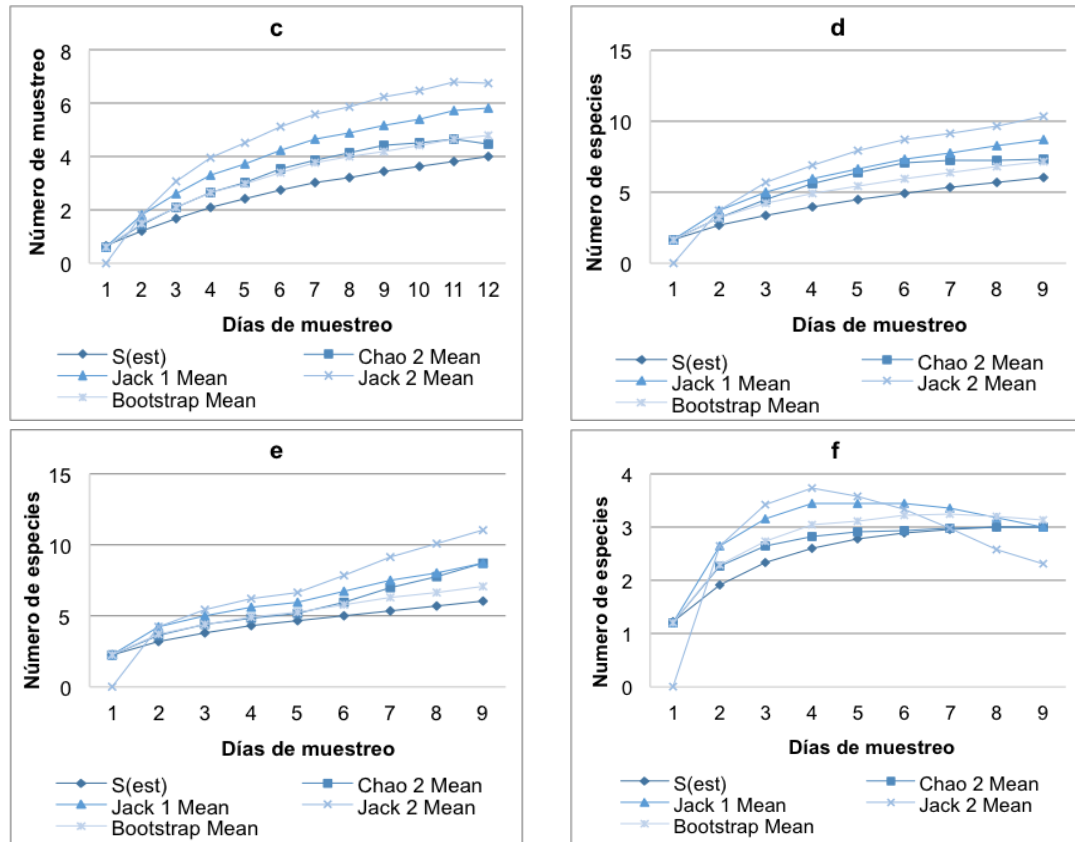 c
Número de muestreo
8
6
4
2
0
1 2 3 4 5 6 7 8 9 10 11 12
Días de muestreo
S(est) Chao 2 Mean
Jack 1 Mean Jack 2 Mean
Bootstrap Mean
d
Número de especies
15
10
5
0
1 2 3 4 5 6 7 8 9
Días de muestreo
S(est) Chao 2 Mean
Jack 1 Mean Jack 2 Mean
Bootstrap Mean
e
Número de especies
15
10
5
0
1 2 3 4 5 6 7 8 9
Días de muestreo
S(est) Chao 2 Mean
Jack 1 Mean Jack 2 Mean
Bootstrap Mean
f
Numero de especies
4
3
2
1
0
1 2 3 4 5 6 7 8 9
Días de muestreo
S(est) Chao 2 Mean
Jack 1 Mean Jack 2 Mean
Bootstrap Mean